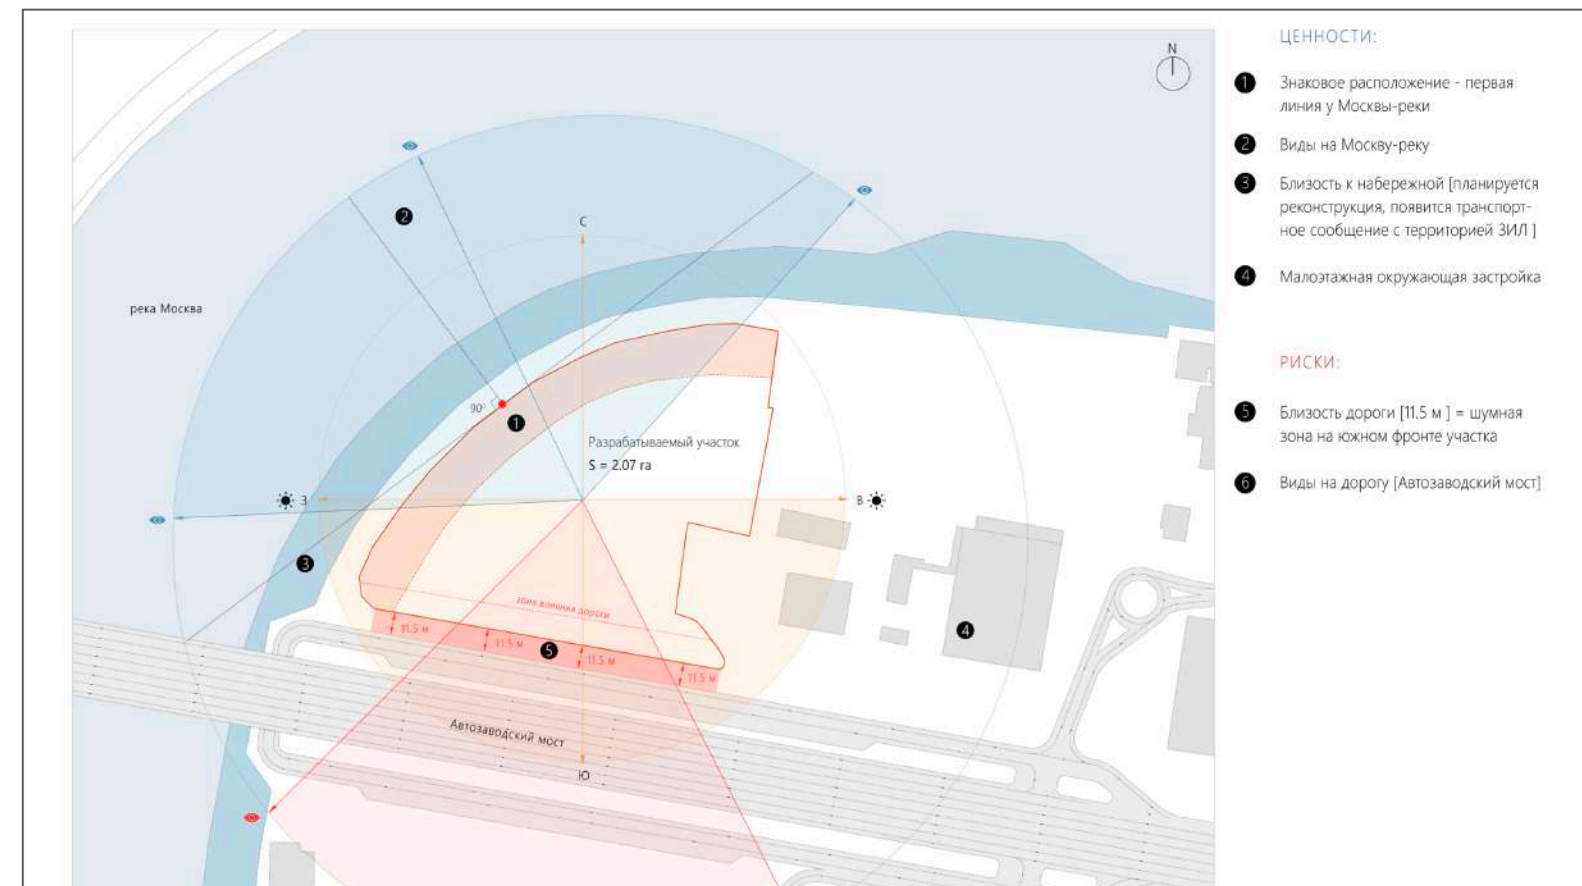 N
ЦЕННОСТИ:
1 Знаковое расположение - первая
линия у Москвы-реки
2 Виды на Москву-реку
3 Близость к набережной [планируется
реконструкция, появится транспорт-
ное сообщение с территорией ЗИЛ ]
4 Малоэтажная окружающая застройка
РИСКИ:
5 Близость дороги [11.5 м ] = шумная
зона на южном фронте участка
6 Виды на дорогу [Автозаводский мост]
2
С
река Москва
90°
1
Разрабатываемый участок
S = 2.07 га
З
В
3
зона влияния дороги
11.5 м
11.5 м
5
11.5 м
11.5 м
4
Автозаводский мост
Ю